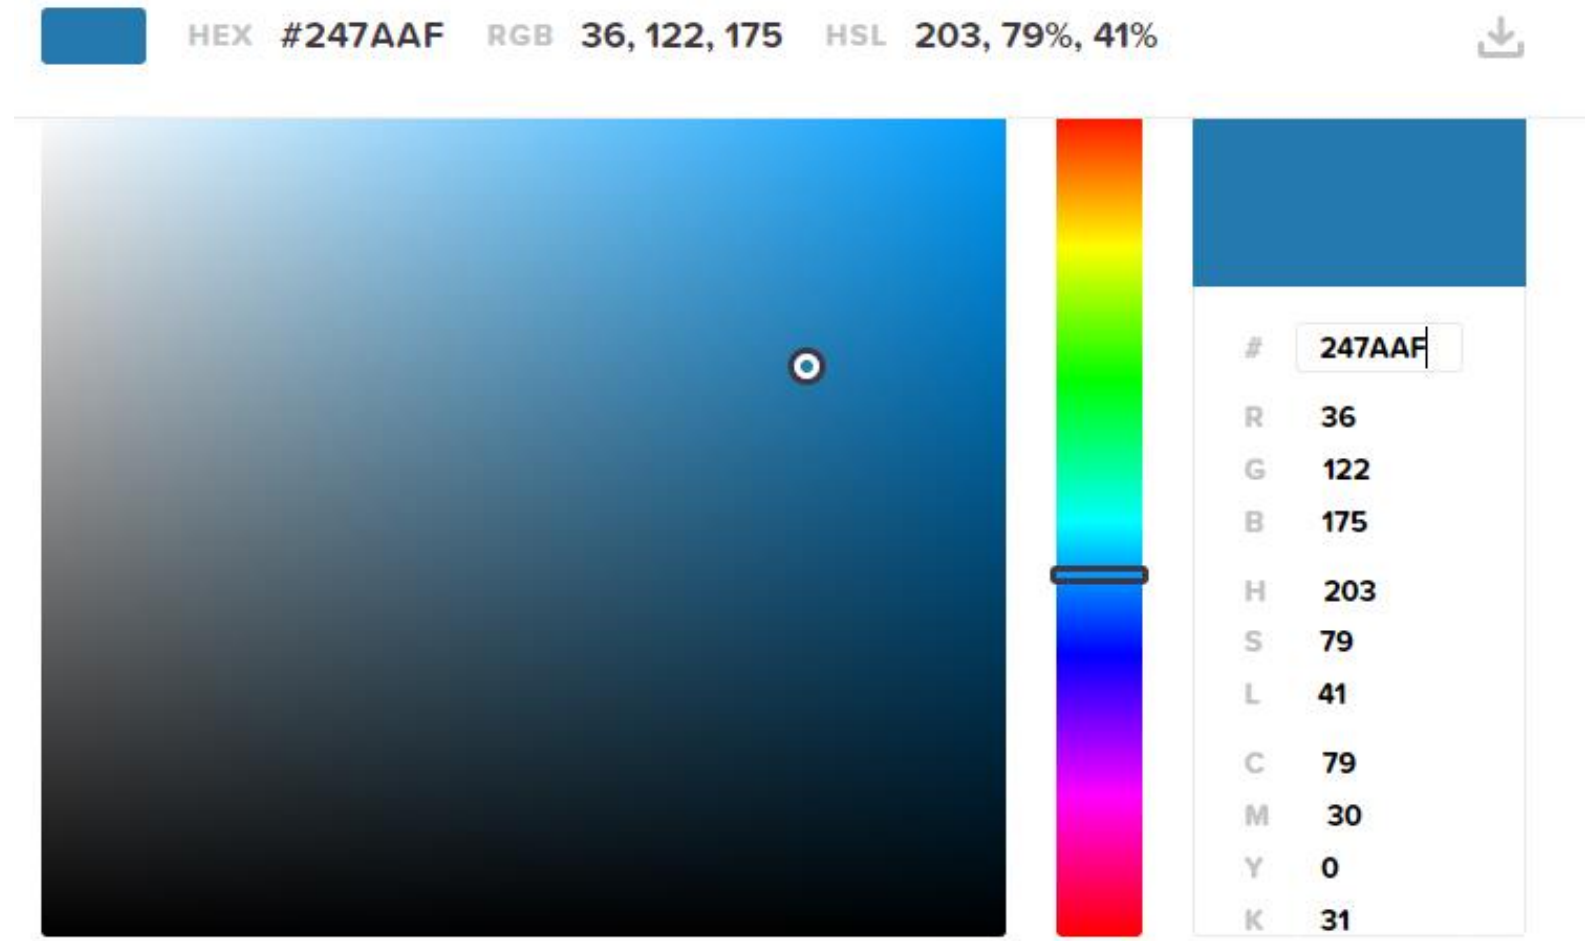 HEX #247AAF RGB 36, 122, 175 HSL 203, 79%, 41%
# 247AAF
R 36
G 122
B 175
H 203
S 79
L 41
C 79
M 30
Y 0
K 31